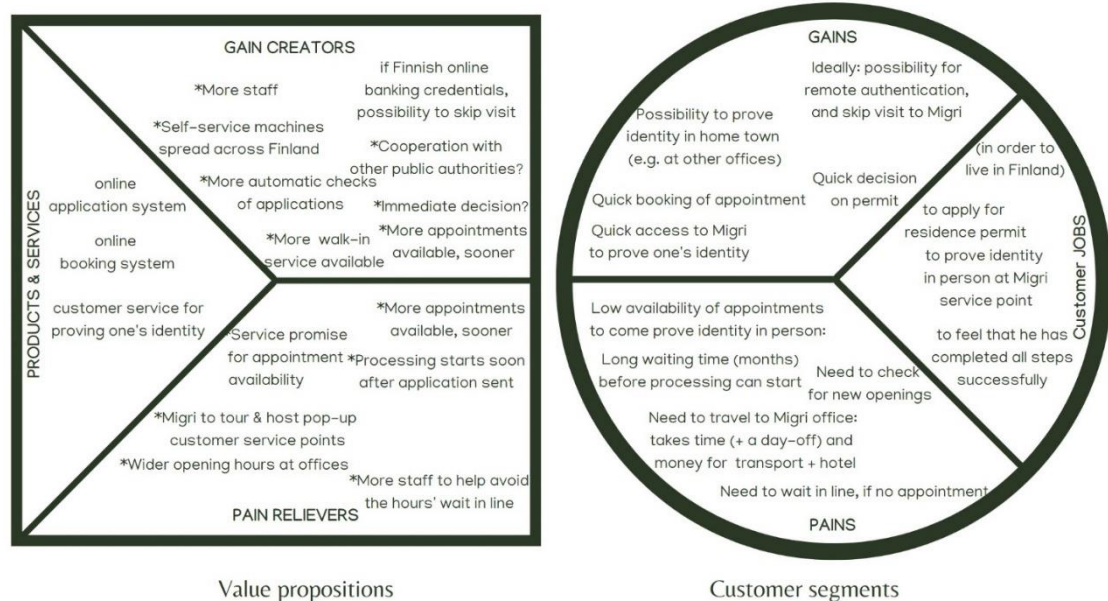 GAIN CREATORS
*More staff
if Finnish online
banking credentials,
possibility to skip visit
*Self-service machines
spread across Finland
*Cooperation with
other public authorities?
*More automatic checks
of applications
*Immediate decision?
*More walk-in
service available
*More appointments
available, sooner
PRODUCTS & SERVICES
online
application system
online
booking system
customer service for
proving one's identity
*Service promise
for appointment
availability
*More appointments
available, sooner
*Processing starts soon
after application sent
*Migri to tour & host pop-up
customer service points
*Wider opening hours at offices
*More staff to help avoid
the hours' wait in line
PAIN RELIEVERS
Value propositions
GAINS
Ideally: possibility for
remote authentication,
and skip visit to Migri
Possibility to prove
identity in home town
(e.g. at other offices)
Quick decision
on permit
Quick booking of appointment
Quick access to Migri
to prove one's identity
(in order to
live in Finland)
to apply for
residence permit
to prove identity
in person at Migri
service point
to feel that he has
completed all steps
successfully
Customer JOBS
Low availability of appointments
to come prove identity in person:
Long waiting time (months)
before processing can start
Need to check
for new openings
Need to travel to Migri office:
takes time (+ a day-off) and
money for transport + hotel
Need to wait in line, if no appointment
PAINS
Customer segments